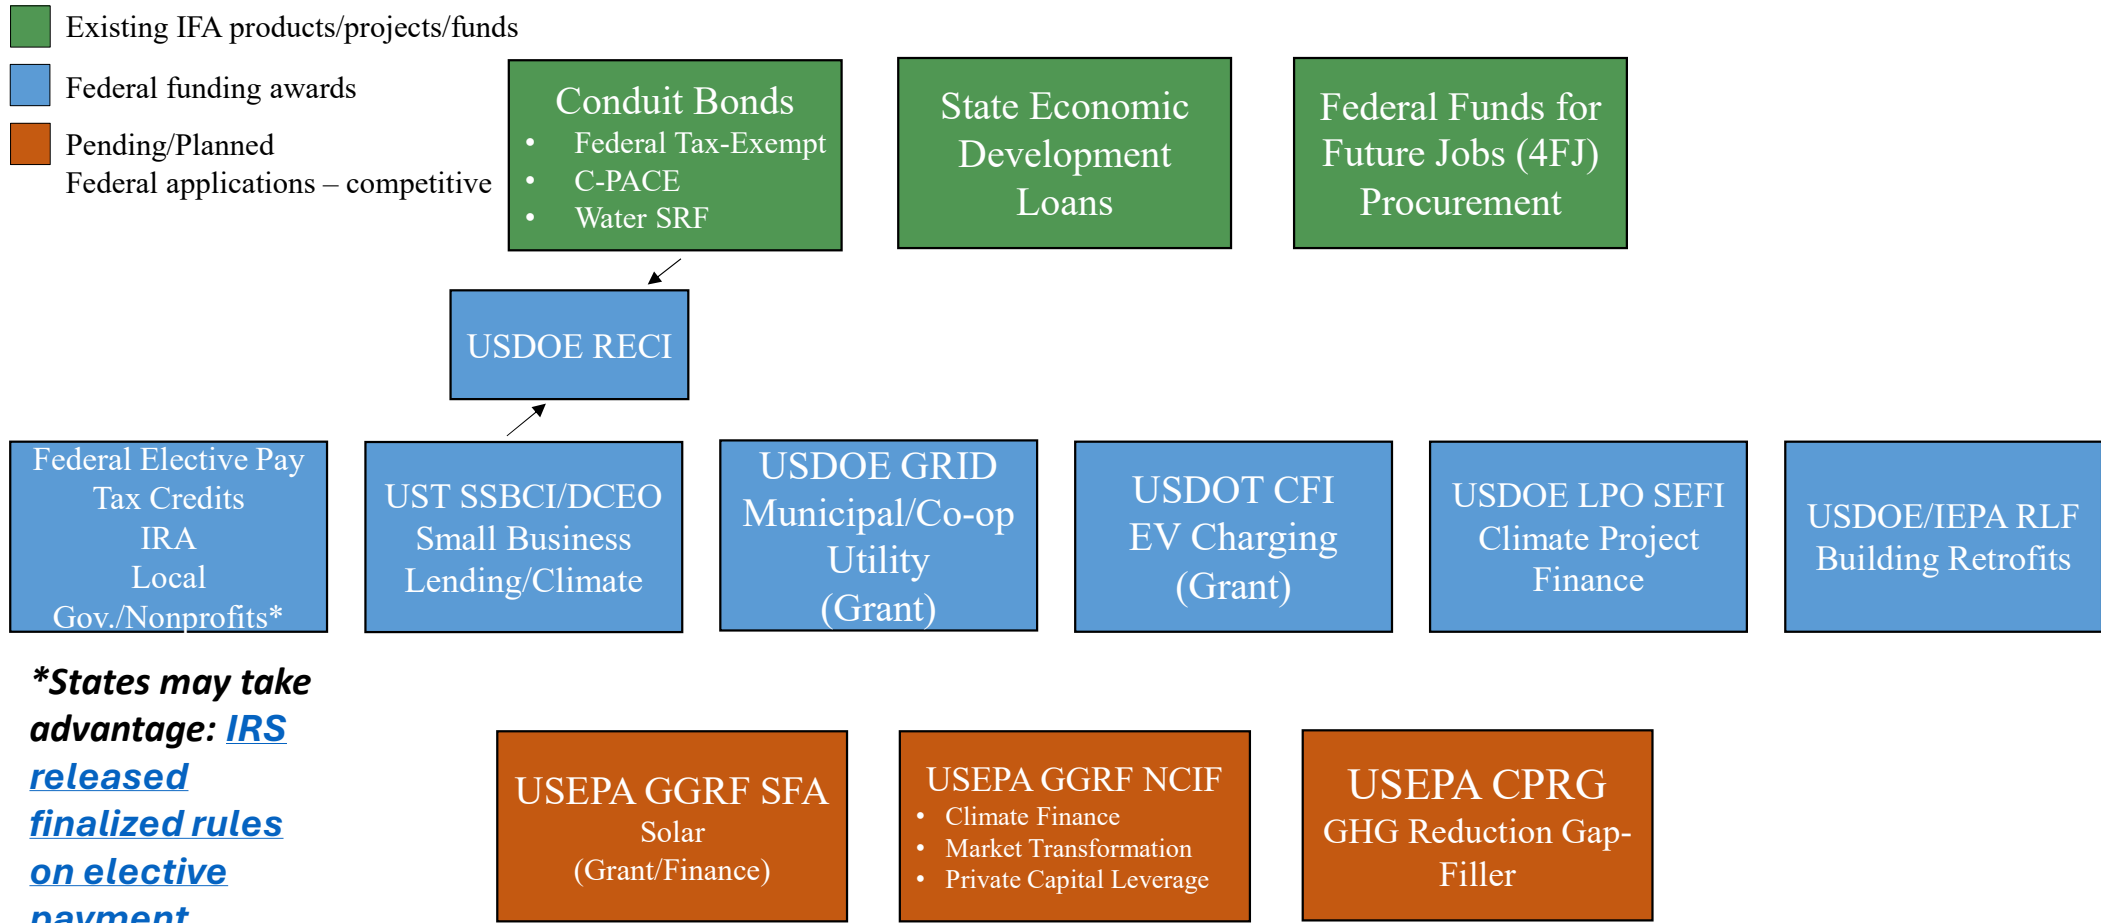 Existing IFA products/projects/funds
Federal funding awards
Pending/Planned
Federal applications – competitive
Conduit Bonds
• Federal Tax-Exempt
• C-PACE
• Water SRF
State Economic
Development
Loans
Federal Funds for
Future Jobs (4FJ)
Procurement
USDOE RECI
Federal Elective Pay
Tax Credits
IRA
Local
Gov./Nonprofits*
UST SSBCI/DCEO
Small Business
Lending/Climate
USDOE GRID
Municipal/Co-op
Utility
(Grant)
USDOT CFI
EV Charging
(Grant)
USDOE LPO SEFI
Climate Project
Finance
USDOE/IEPA RLF
Building Retrofits
*States may take
advantage: IRS
released
finalized rules
on elective
payment
USEPA GGRF SFA
Solar
(Grant/Finance)
USEPA GGRF NCIF
• Climate Finance
• Market Transformation
• Private Capital Leverage
USEPA CPRG
GHG Reduction Gap-
Filler